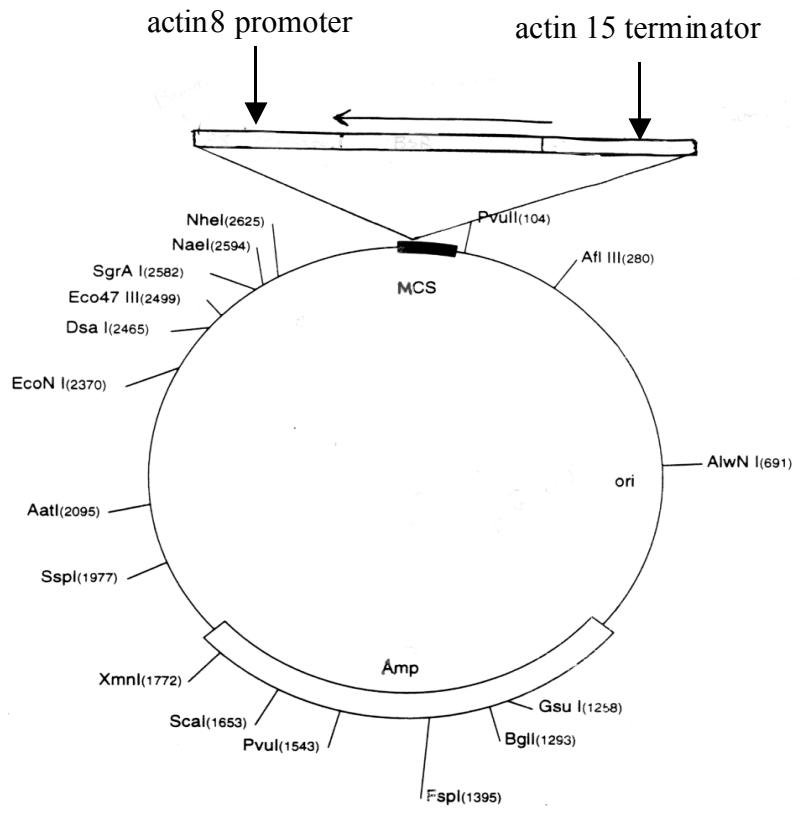 actin8 promoter
actin 15 terminator
NheI(2625)
PvuII(104)
NaeI(2594)
Afl III(280)
SgrA I(2582)
Eco47 III(2499)
MCS
Dsa I(2465)
EcoN I(2370)
AlwN I(691)
ori
AatI(2095)
SspI(1977)
Amp
XmnI(1772)
Gsu I(1258)
ScaI(1653)
BglI(1293)
PvuI(1543)
FspI(1395)